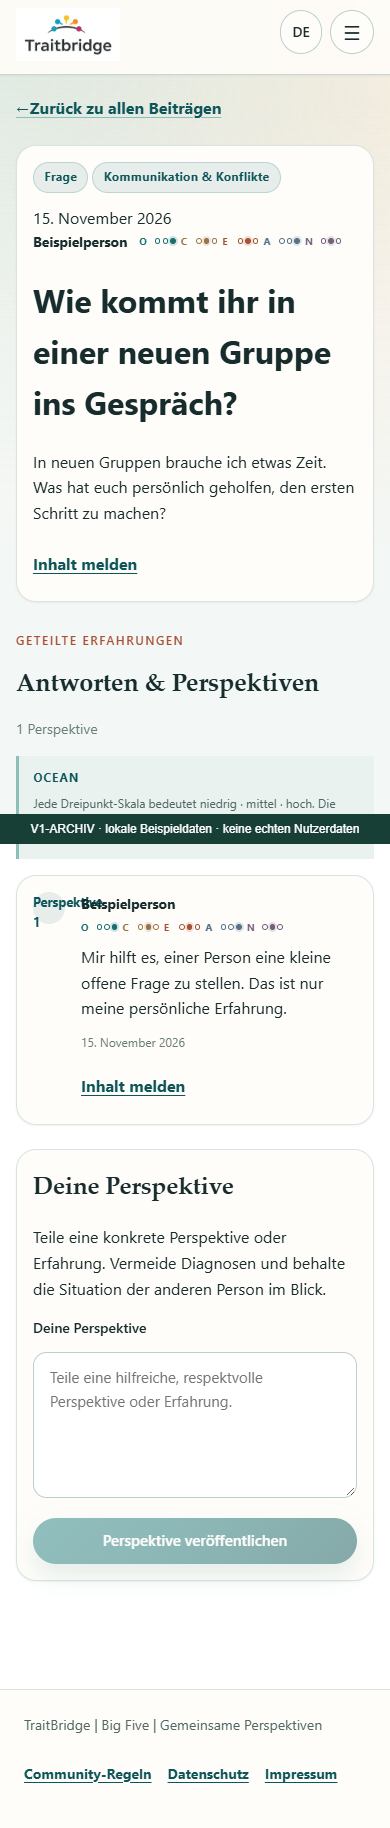 Traitbridge
DE
←Zurück zu allen Beiträgen
Frage
Kommunikation & Konflikte
15. November 2026
Beispielperson O C E A N
Wie kommt ihr in
einer neuen Gruppe
ins Gespräch?
In neuen Gruppen brauche ich etwas Zeit.
Was hat euch persönlich geholfen, den ersten
Schritt zu machen?
Inhalt melden
GETEILTE ERFAHRUNGEN
Antworten & Perspektiven
1 Perspektive
OCEAN
Jede Dreipunkt-Skala bedeutet niedrig · mittel · hoch. Die
V1-ARCHIV · lokale Beispieldaten · keine echten Nutzerdaten
Perspektive
1
Beispielperson
O C E A N
Mir hilft es, einer Person eine kleine
offene Frage zu stellen. Das ist nur
meine persönliche Erfahrung.
15. November 2026
Inhalt melden
Deine Perspektive
Teile eine konkrete Perspektive oder
Erfahrung. Vermeide Diagnosen und behalte
die Situation der anderen Person im Blick.
Deine Perspektive
Teile eine hilfreiche, respektvolle
Perspektive oder Erfahrung.
Perspektive veröffentlichen
TraitBridge | Big Five | Gemeinsame Perspektiven
Community-Regeln Datenschutz Impressum